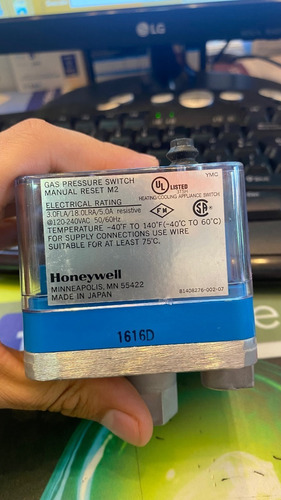 LG
GAS PRESSURE SWITCH
MANUAL RESET M2
YMC
UL LISTED
HEATING/COOLING APPLIANCE SWITCH
ELECTRICAL RATING
3.0FLA/18.0LRA/5.0A resistive
@120-240VAC, 50/60Hz
FM
SA
TEMPERATURE -40°F TO 140°F(-40°C TO 60°C)
FOR SUPPLY CONNECTIONS USE WIRE
SUITABLE FOR AT LEAST 75°C.
Honeywell
MINNEAPOLIS, MN 55422
MADE IN JAPAN
81408276-002-07
1616D
e